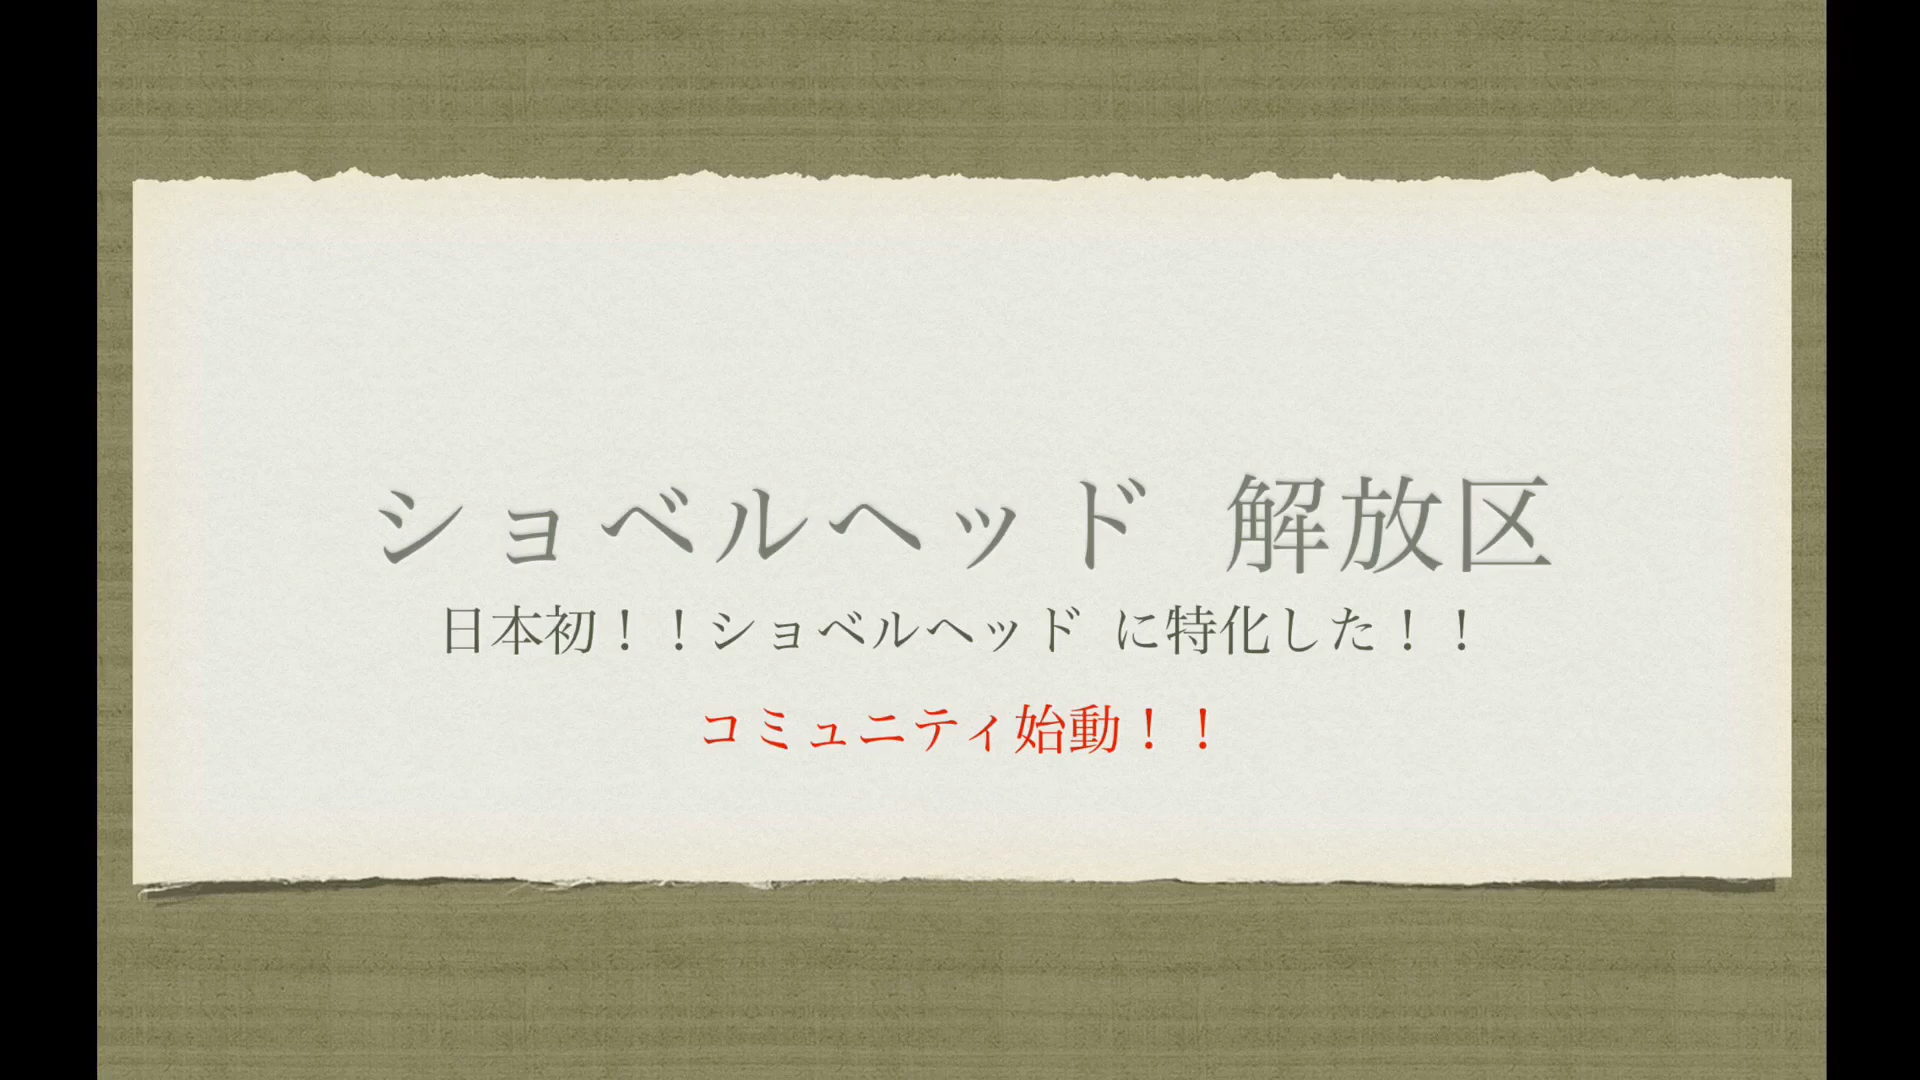 ショベルヘッド 解放区
日本初！！ショベルヘッド に特化した！！
コミュニティ始動！！